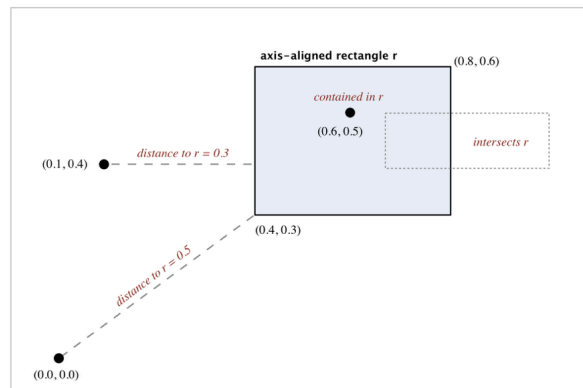 axis-aligned rectangle r
(0.8, 0.6)
contained in r
(0.6, 0.5)
intersects r
distance to r = 0.3
(0.1, 0.4)
(0.4, 0.3)
distance to r = 0.5
(0.0, 0.0)